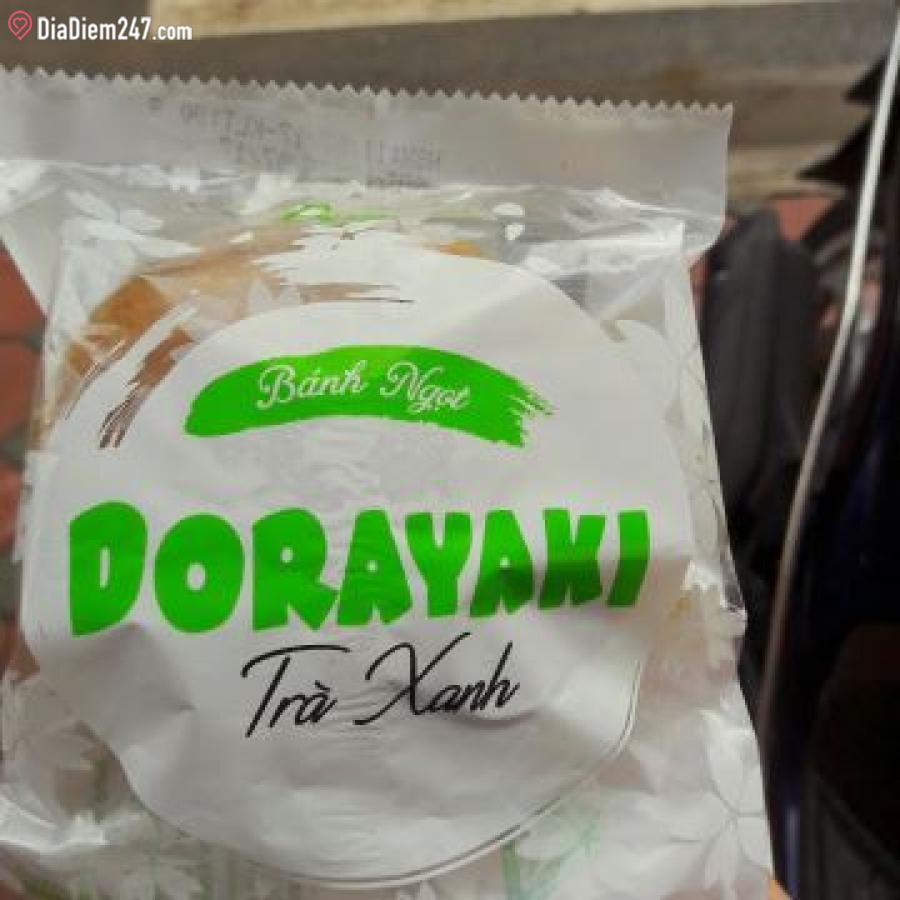 DiaDiem247.com
Bánh Ngọt
DORAYAKI
Trà Xanh